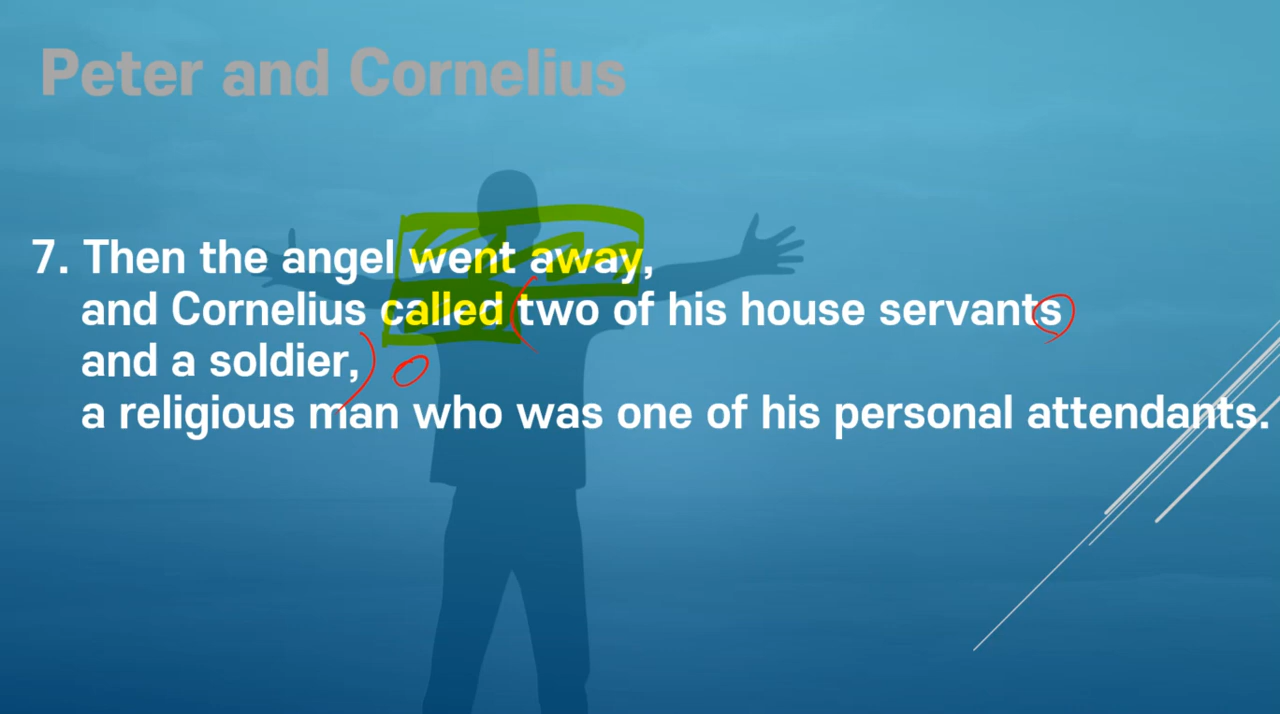 Peter and Cornelius
7. Then the angel went away,
and Cornelius called two of his house servants
and a soldier,
a religious man who was one of his personal attendants.